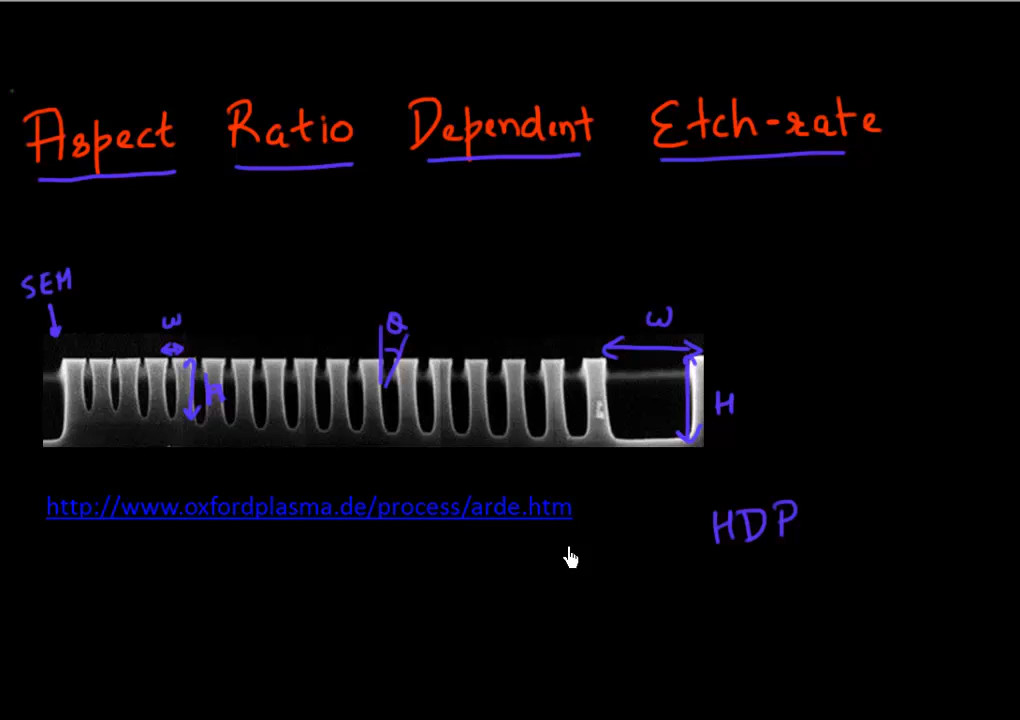 Aspect Ratio Dependent Etch-rate
SEM
w
θ
W
h
H
http://www.oxfordplasma.de/process/arde.htm
HDP